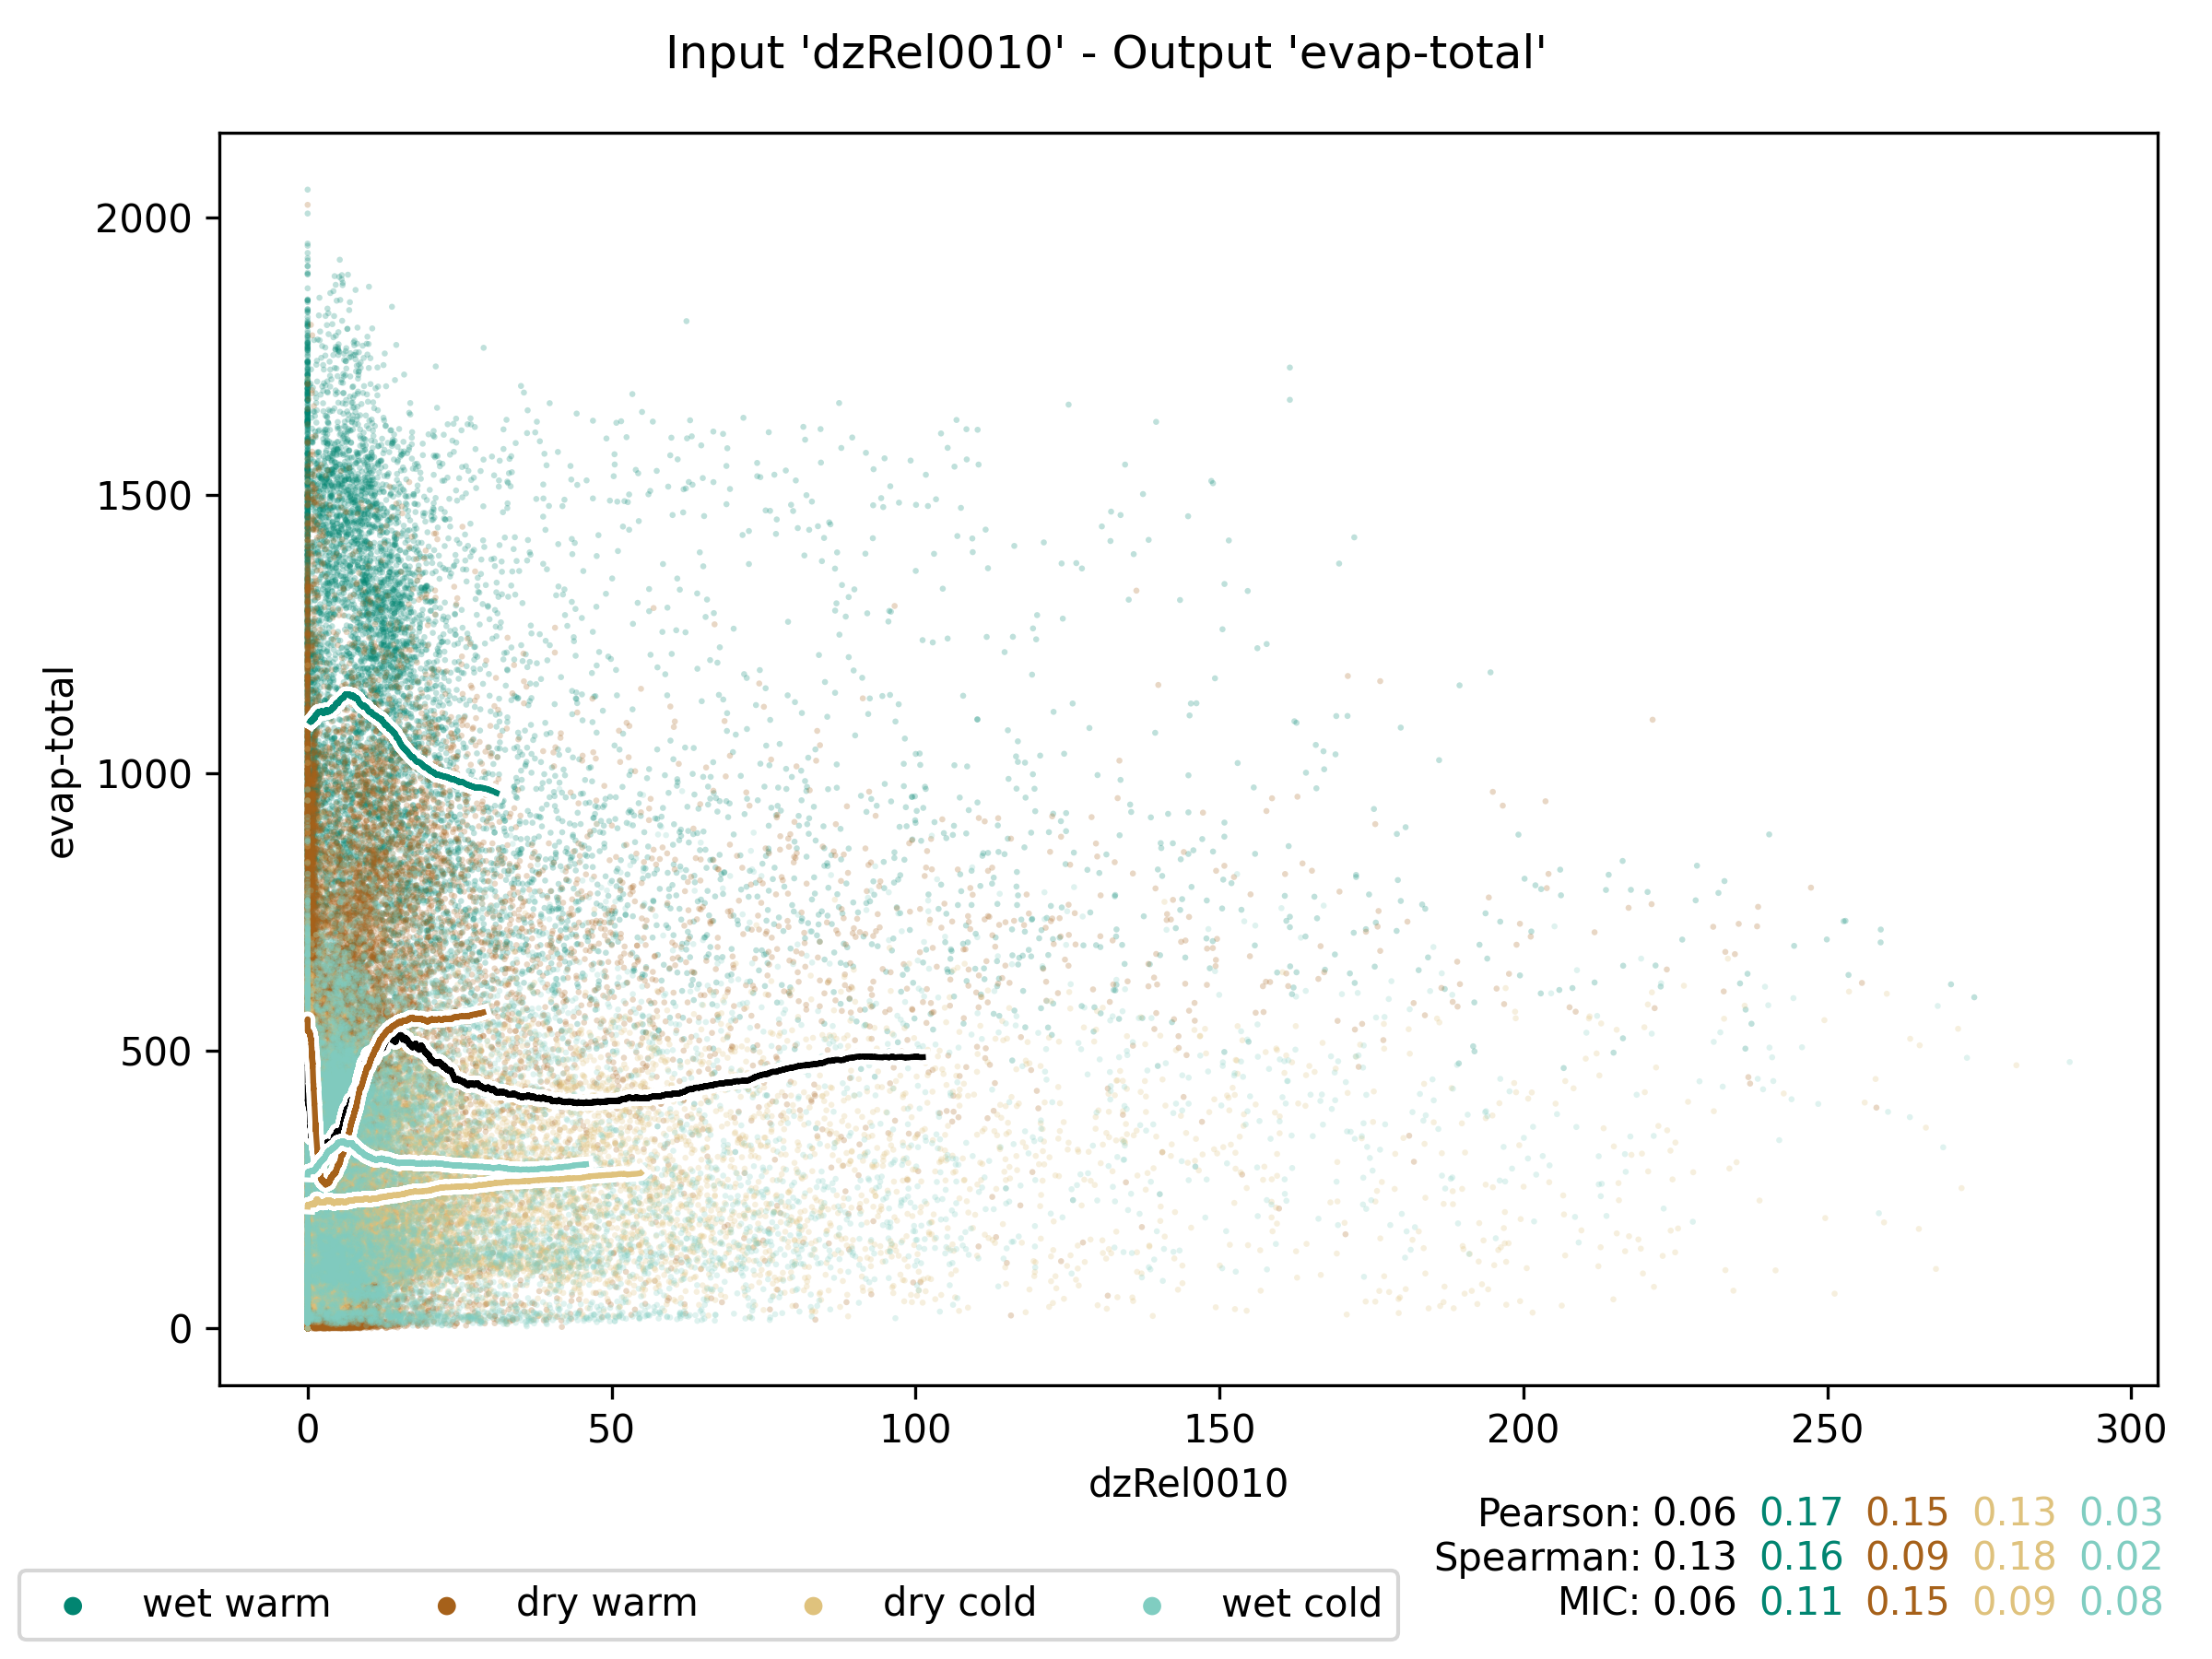 Input 'dzRel0010' - Output 'evap-total'
2000
1500
1000
500
0
evap-total
0 50 100 150 200 250 300
dzRel0010
Pearson: 0.06 0.17 0.15 0.13 0.03
Spearman: 0.13 0.16 0.09 0.18 0.02
MIC: 0.06 0.11 0.15 0.09 0.08
wet warm dry warm dry cold wet cold